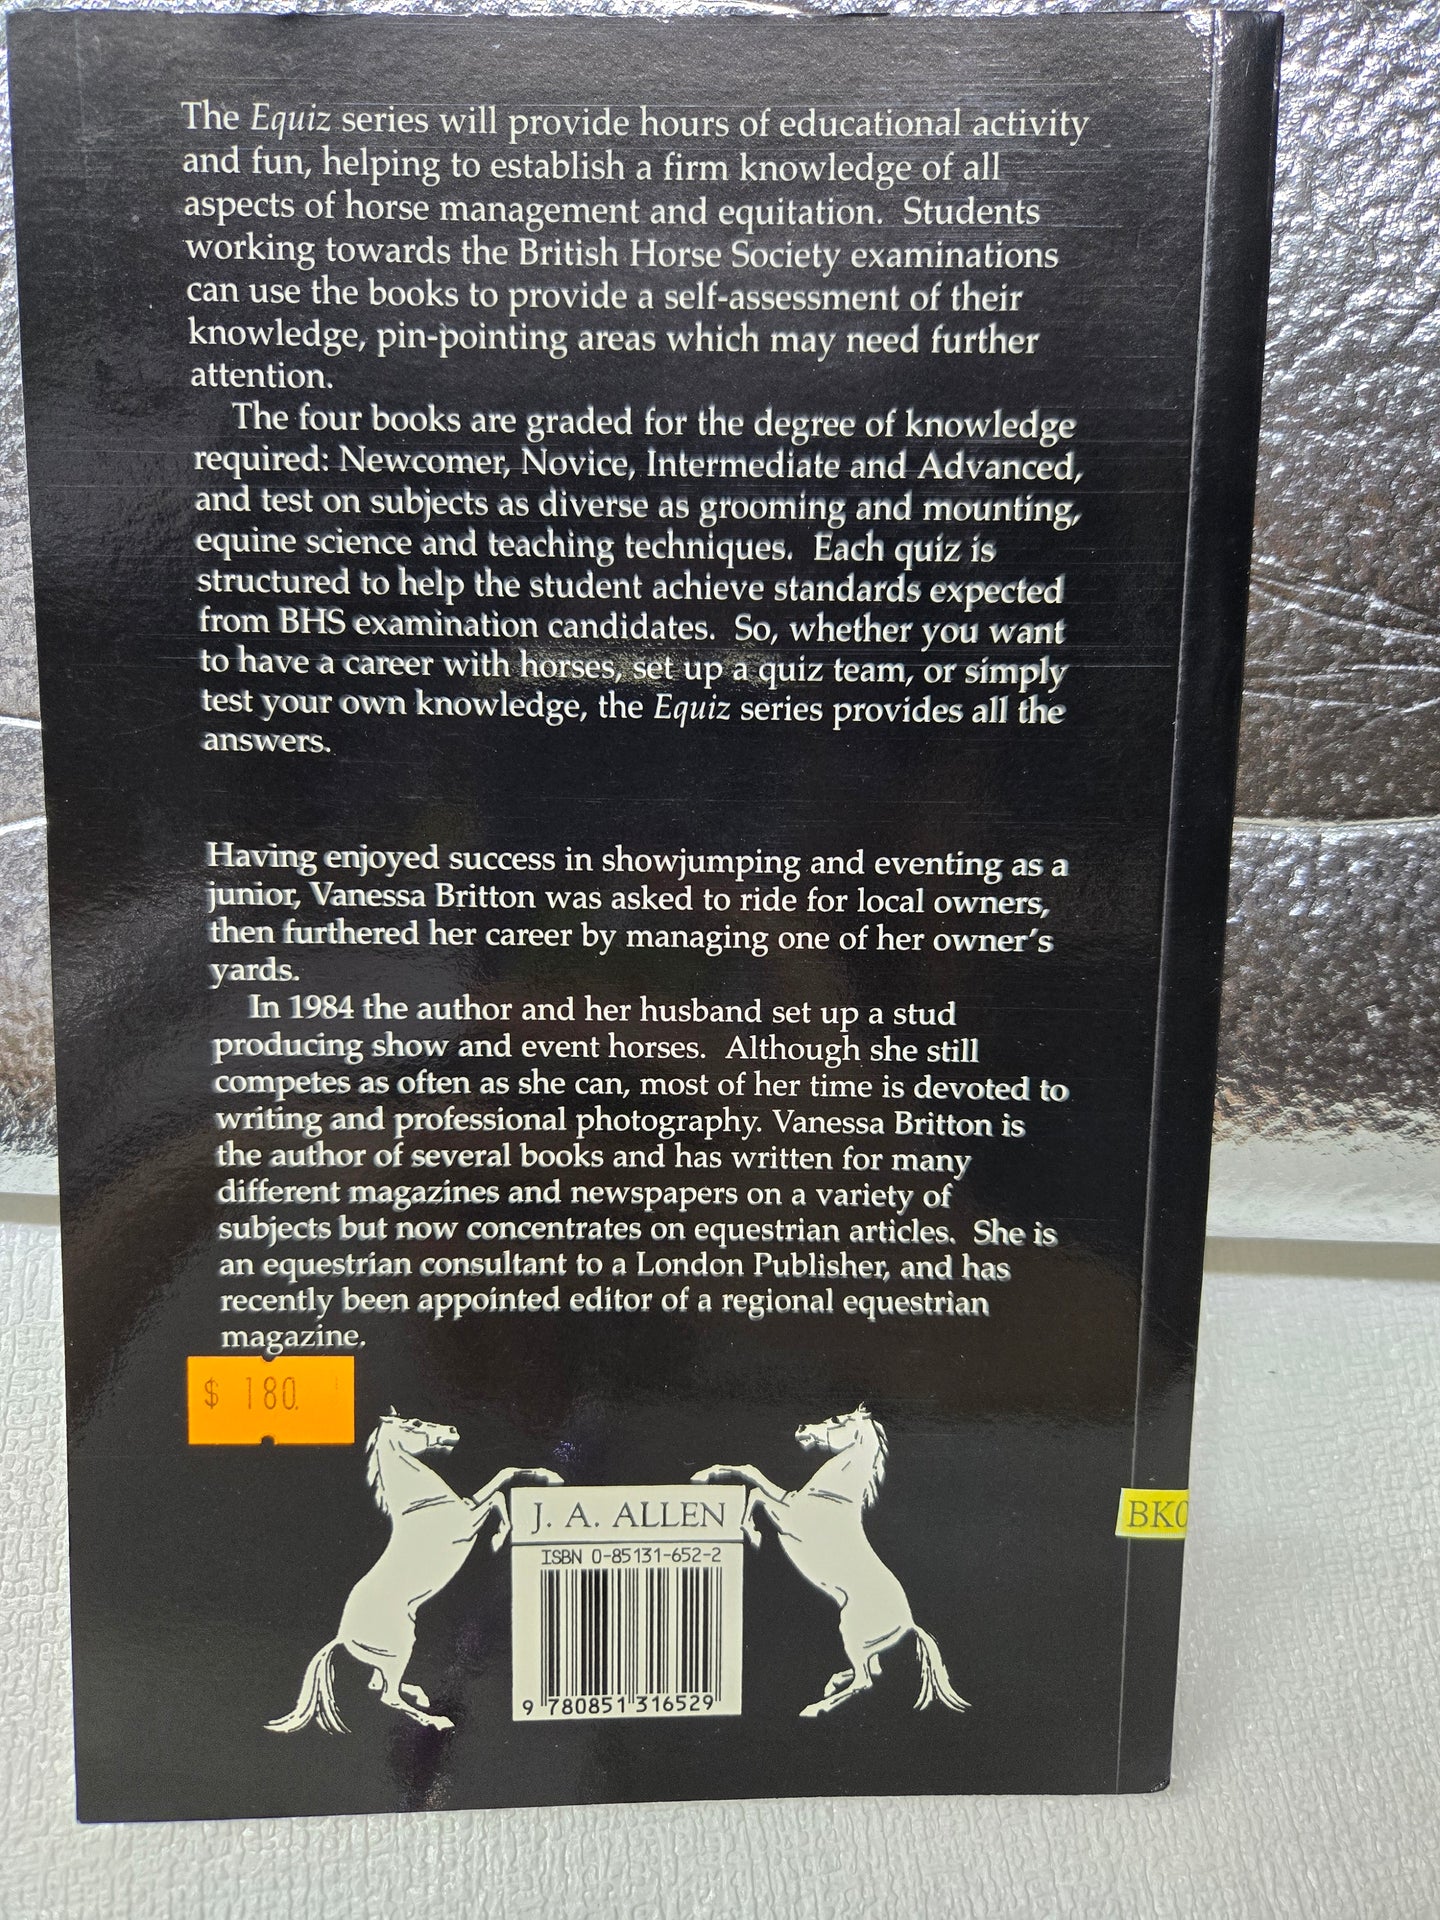 The Equiz series will provide hours of educational activity
and fun, helping to establish a firm knowledge of all
aspects of horse management and equitation. Students
working towards the British Horse Society examinations
can use the books to provide a self-assessment of their
knowledge, pin-pointing areas which may need further
attention.
The four books are graded for the degree of knowledge
required: Newcomer, Novice, Intermediate and Advanced,
and test on subjects as diverse as grooming and mounting,
equine science and teaching techniques. Each quiz is
structured to help the student achieve standards expected
from BHS examination candidates. So, whether you want
to have a career with horses, set up a quiz team, or simply
test your own knowledge, the Equiz series provides all the
answers.
Having enjoyed success in showjumping and eventing as a
junior, Vanessa Britton was asked to ride for local owners,
then furthered her career by managing one of her owner's
yards.
In 1984 the author and her husband set up a stud
producing show and event horses. Although she still
competes as often as she can, most of her time is devoted to
writing and professional photography. Vanessa Britton is
the author of several books and has written for many
different magazines and newspapers on a variety of
subjects but now concentrates on equestrian articles. She is
an equestrian consultant to a London Publisher, and has
recently been appointed editor of a regional equestrian
magazine.
$ 180.
J. A. ALLEN
BK0
ISBN 0-85131-652-2
9 780851 316529